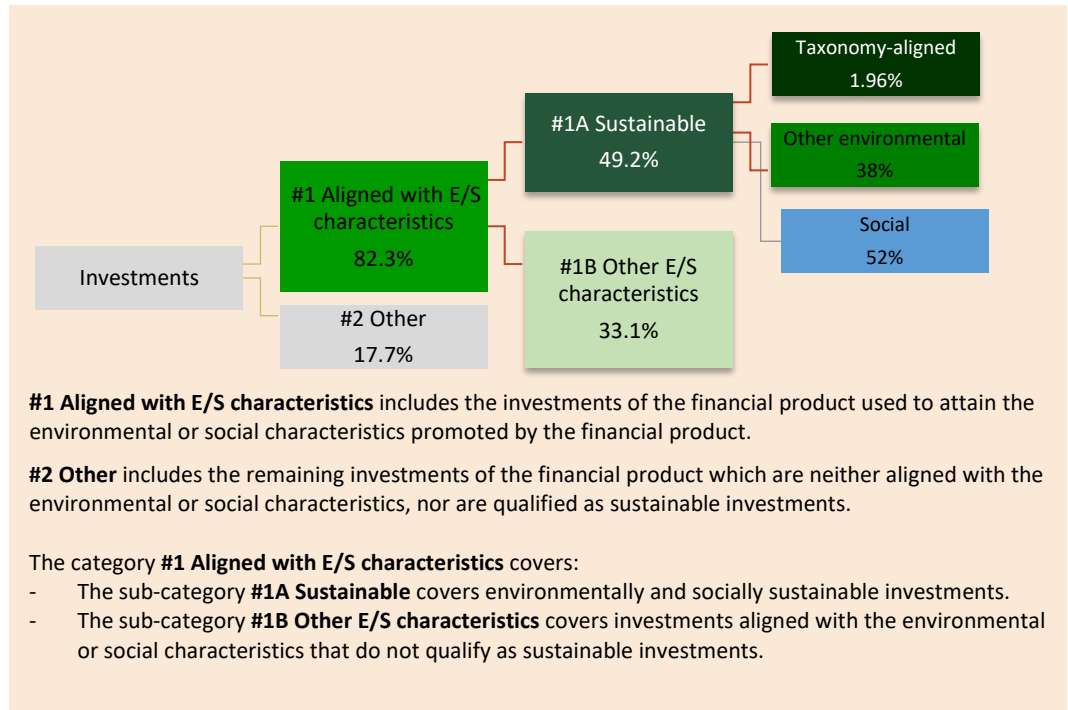 Investments
#1 Aligned with E/S
characteristics
82.3%
#2 Other
17.7%
#1A Sustainable
49.2%
#1B Other E/S
characteristics
33.1%
Taxonomy-aligned
1.96%
Other environmental
38%
Social
52%
#1 Aligned with E/S characteristics includes the investments of the financial product used to attain the
environmental or social characteristics promoted by the financial product.
#2 Other includes the remaining investments of the financial product which are neither aligned with the
environmental or social characteristics, nor are qualified as sustainable investments.
The category #1 Aligned with E/S characteristics covers:
- The sub-category #1A Sustainable covers environmentally and socially sustainable investments.
- The sub-category #1B Other E/S characteristics covers investments aligned with the environmental
or social characteristics that do not qualify as sustainable investments.